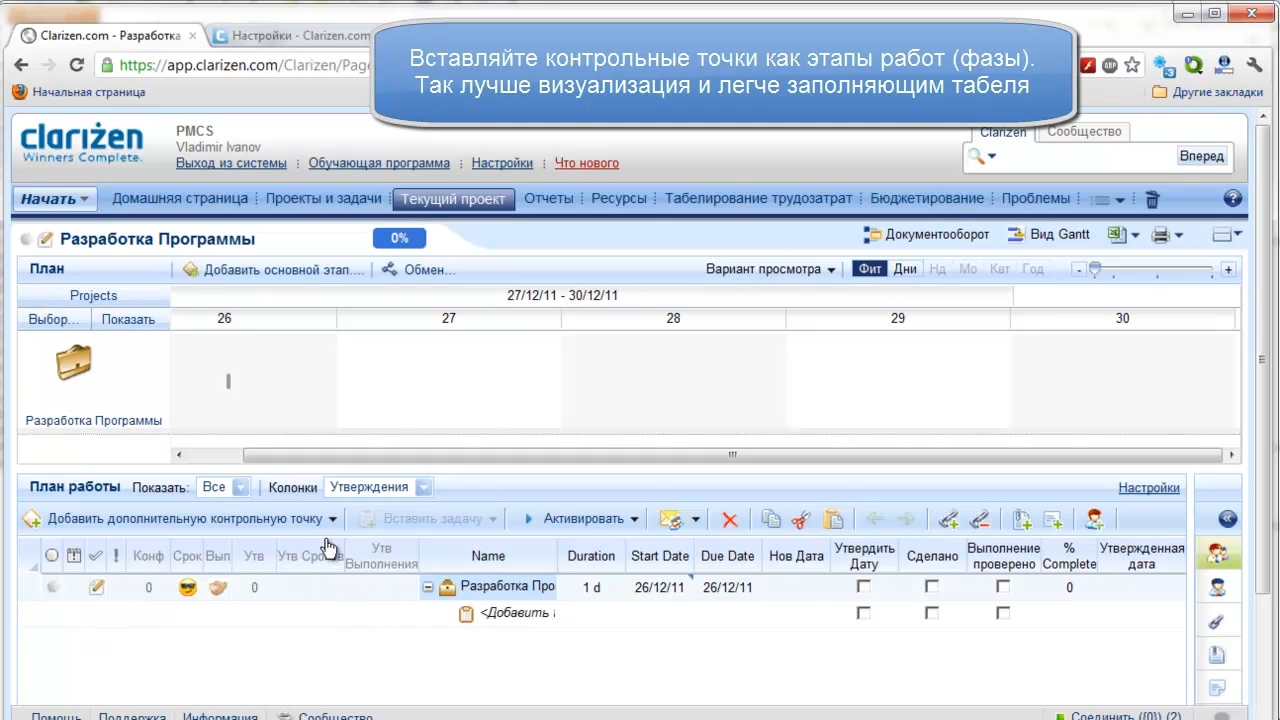 Clarizen.com - Разработка
Настройки - Clarizen.com
Вставляйте контрольные точки как этапы работ (фазы).
Так лучше визуализация и легче заполняющим табеля
https://app.clarizen.com/Clarizen/Page
Начальная страница
Другие закладки
clarizen
Winners Complete.
PMCS
Vladimir Ivanov
Выход из системы : Обучающая программа : Настройки : Что нового
Clarizen Сообщество
Вперед
Начать Домашняя страница Проекты и задачи Текущий проект Отчеты Ресурсы Табелирование трудозатрат Бюджетирование Проблемы
Разработка Программы 0% Документооборот Вид Gantt
План Добавить основной этап.... Обмен... Вариант просмотра Фит Дни Нд Мо Квт Год - +
Projects 27/12/11 - 30/12/11
Выбор... Показать 26 27 28 29 30
Разработка Программы
План работы Показать: Все Колонки Утверждения Настройки
Добавить дополнительную контрольную точку Вставить задачу Активировать
! Конф Срок Вып Утв Утв Утв Выполнения Name Duration Start Date Due Date Нов Дата Утвердить Дату Сделано Выполнение проверено % Complete Утвержденная дата
0 0 Разработка Про 1 d 26/12/11 26/12/11 0
<Добавить
Помощь Поддержка Информация Сообщество Соединить ((0)) (2)